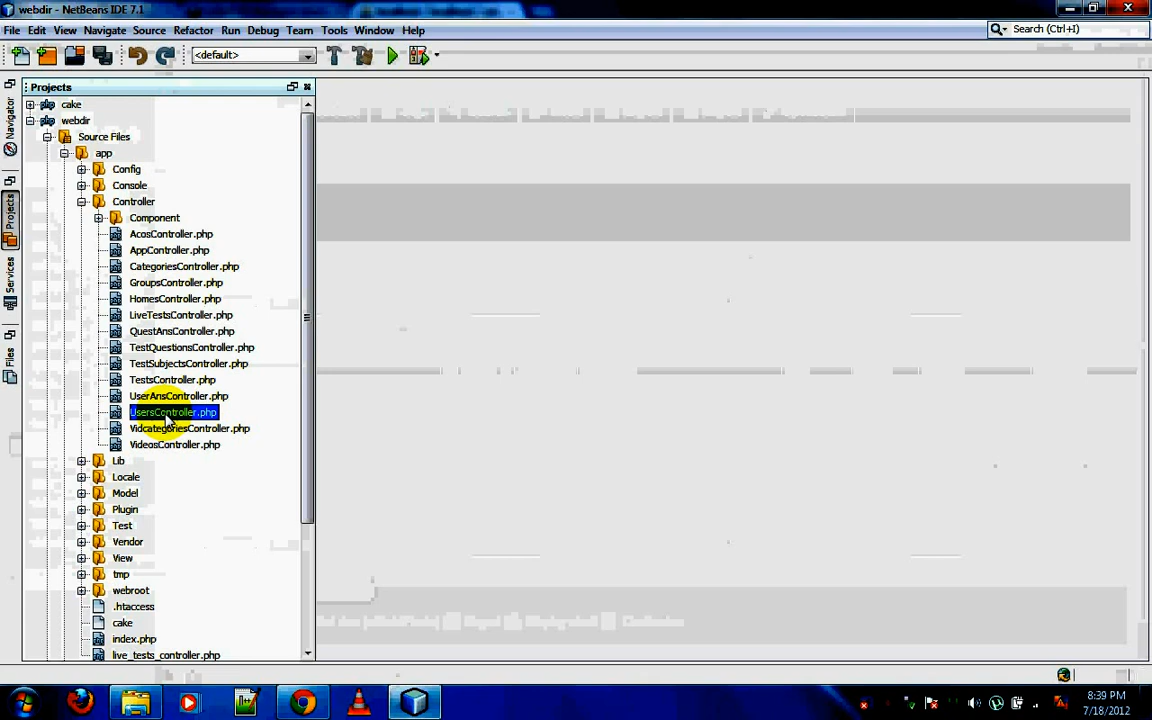 webdir - NetBeans IDE 7.1
File Edit View Navigate Source Refactor Run Debug Team Tools Window Help
Search (Ctrl+I)
<default>
Projects
Navigator
Projects
Services
Files
cake
webdir
Source Files
app
Config
Console
Controller
Component
AcosController.php
AppController.php
CategoriesController.php
GroupsController.php
HomesController.php
LiveTestsController.php
QuestAnsController.php
TestQuestionsController.php
TestSubjectsController.php
TestsController.php
UserAnsController.php
UsersController.php
VidcategoriesController.php
VideosController.php
Lib
Locale
Model
Plugin
Test
Vendor
View
tmp
webroot
.htaccess
cake
index.php
live_tests_controller.php
8:39 PM
7/18/2012